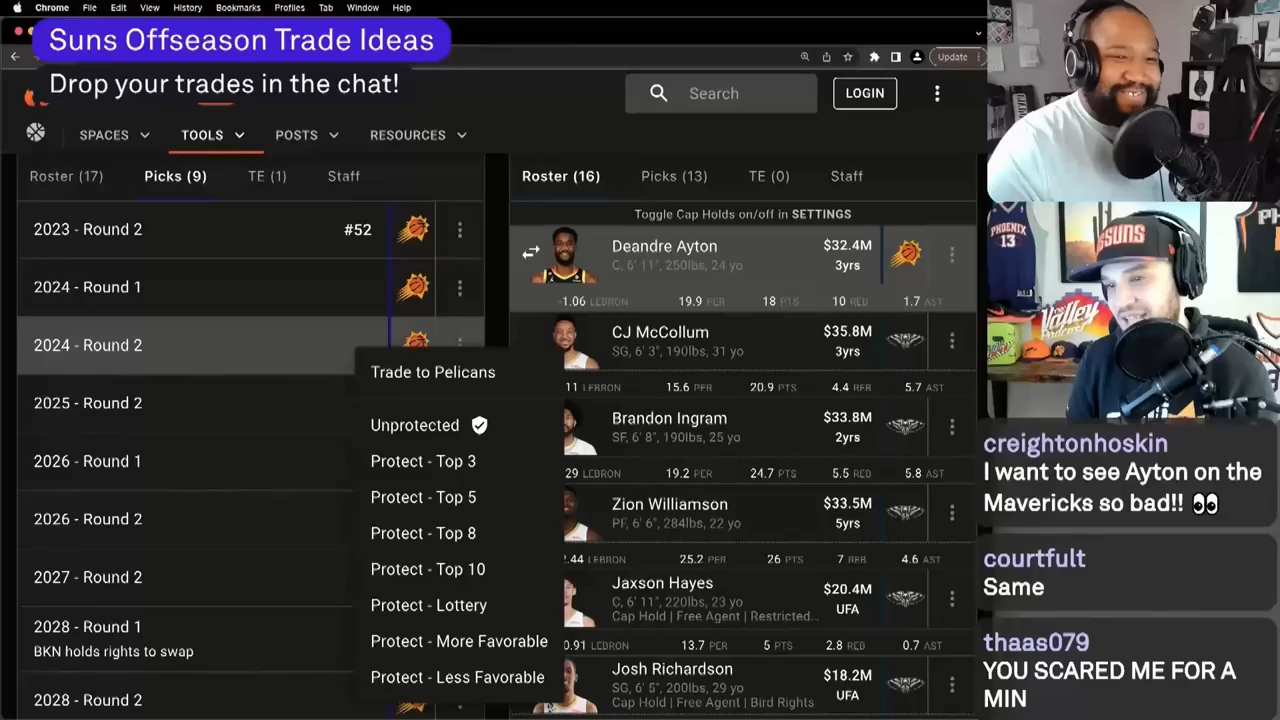 Chrome File Edit View History Bookmarks Profiles Tab Window Help
Suns Offseason Trade Ideas
Drop your trades in the chat!
Update
Search
LOGIN
SPACES TOOLS POSTS RESOURCES
Roster (17) Picks (9) TE (1) Staff
2023 - Round 2 #52
2024 - Round 1
2024 - Round 2
2025 - Round 2
2026 - Round 1
2026 - Round 2
2027 - Round 2
2028 - Round 1
BKN holds rights to swap
2028 - Round 2
Trade to Pelicans
Unprotected
Protect - Top 3
Protect - Top 5
Protect - Top 8
Protect - Top 10
Protect - Lottery
Protect - More Favorable
Protect - Less Favorable
Roster (16) Picks (13) TE (0) Staff
Toggle Cap Holds on/off in SETTINGS
Deandre Ayton $32.4M
C, 6' 11", 250lbs, 24 yo 3yrs
-1.06 LEBRON 19.9 PER 18 PTS 10 REB 1.7 AST
CJ McCollum $35.8M
SG, 6' 3", 190lbs, 31 yo 3yrs
11 LEBRON 15.6 PER 20.9 PTS 4.4 REB 5.7 AST
Brandon Ingram $33.8M
SF, 6' 8", 190lbs, 25 yo 2yrs
29 LEBRON 19.2 PER 24.7 PTS 5.5 REB 5.8 AST
Zion Williamson $33.5M
PF, 6' 6", 284lbs, 22 yo 5yrs
2.44 LEBRON 25.2 PER 26 PTS 7 REB 4.6 AST
Jaxson Hayes $20.4M
C, 6' 11", 220lbs, 23 yo UFA
Cap Hold | Free Agent | Restricted...
0.91 LEBRON 13.7 PER 5 PTS 2.8 REB 0.7 AST
Josh Richardson $18.2M
SG, 6' 5", 200lbs, 29 yo UFA
Cap Hold | Free Agent | Bird Rights
PHOENIX
13
SUNS
The Valley
Podcast
creightonhoskin
I want to see Ayton on the
Mavericks so bad!! 👀
courtfult
Same
thaas079
YOU SCARED ME FOR A
MIN